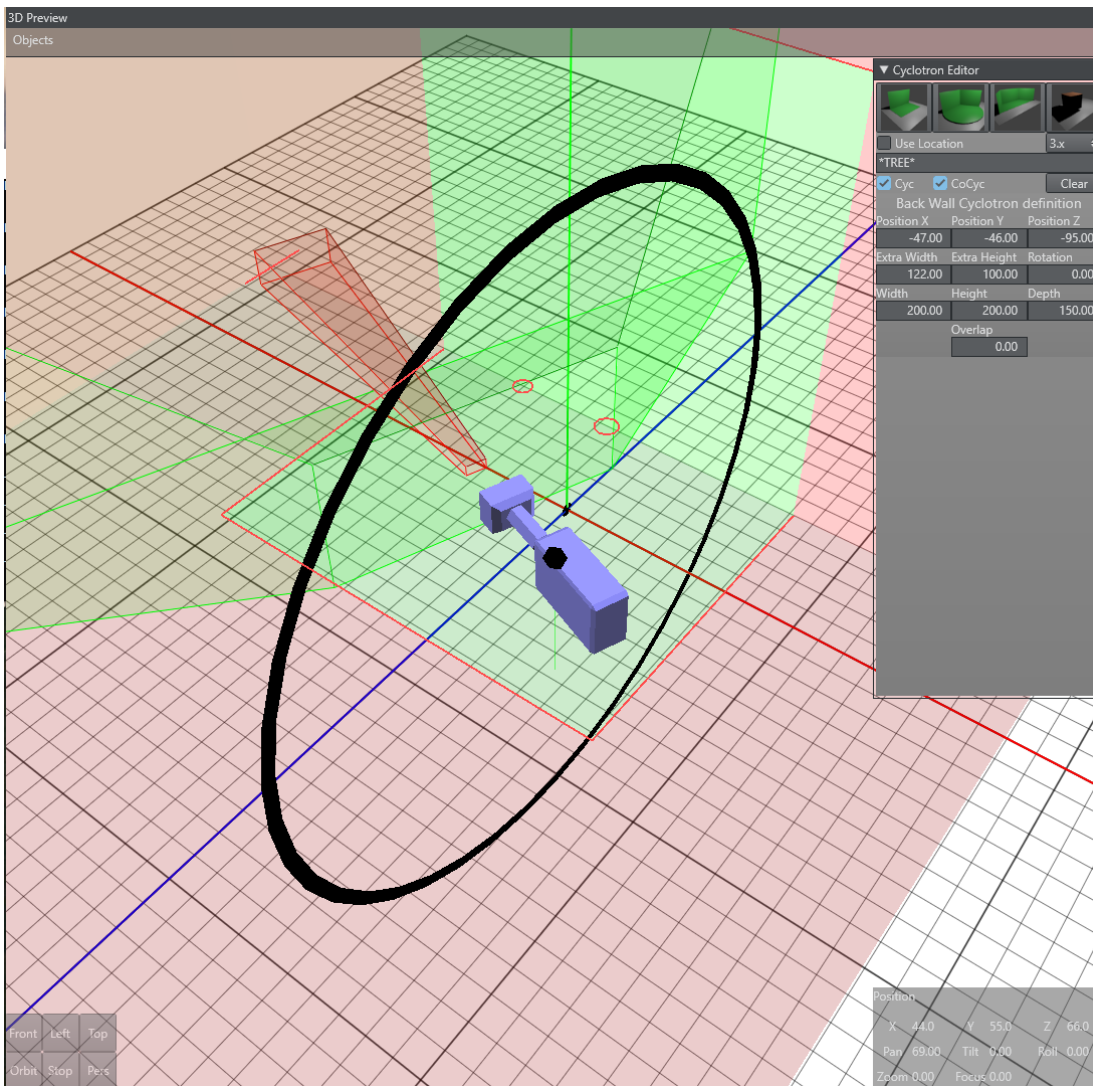 3D Preview
Objects
▼ Cyclotron Editor
Use Location 3.x
*TREE*
Cyc CoCyc Clear
Back Wall Cyclotron definition
Position X Position Y Position Z
-47.00 -46.00 -95.00
Extra Width Extra Height Rotation
122.00 100.00 0.00
Width Height Depth
200.00 200.00 150.00
Overlap
0.00
Front Left Top
Orbit Stop Pers
Position
X 44.0 Y 55.0 Z 66.0
Pan 69.00 Tilt 0.00 Roll 0.00
Zoom 0.00 Focus 0.00